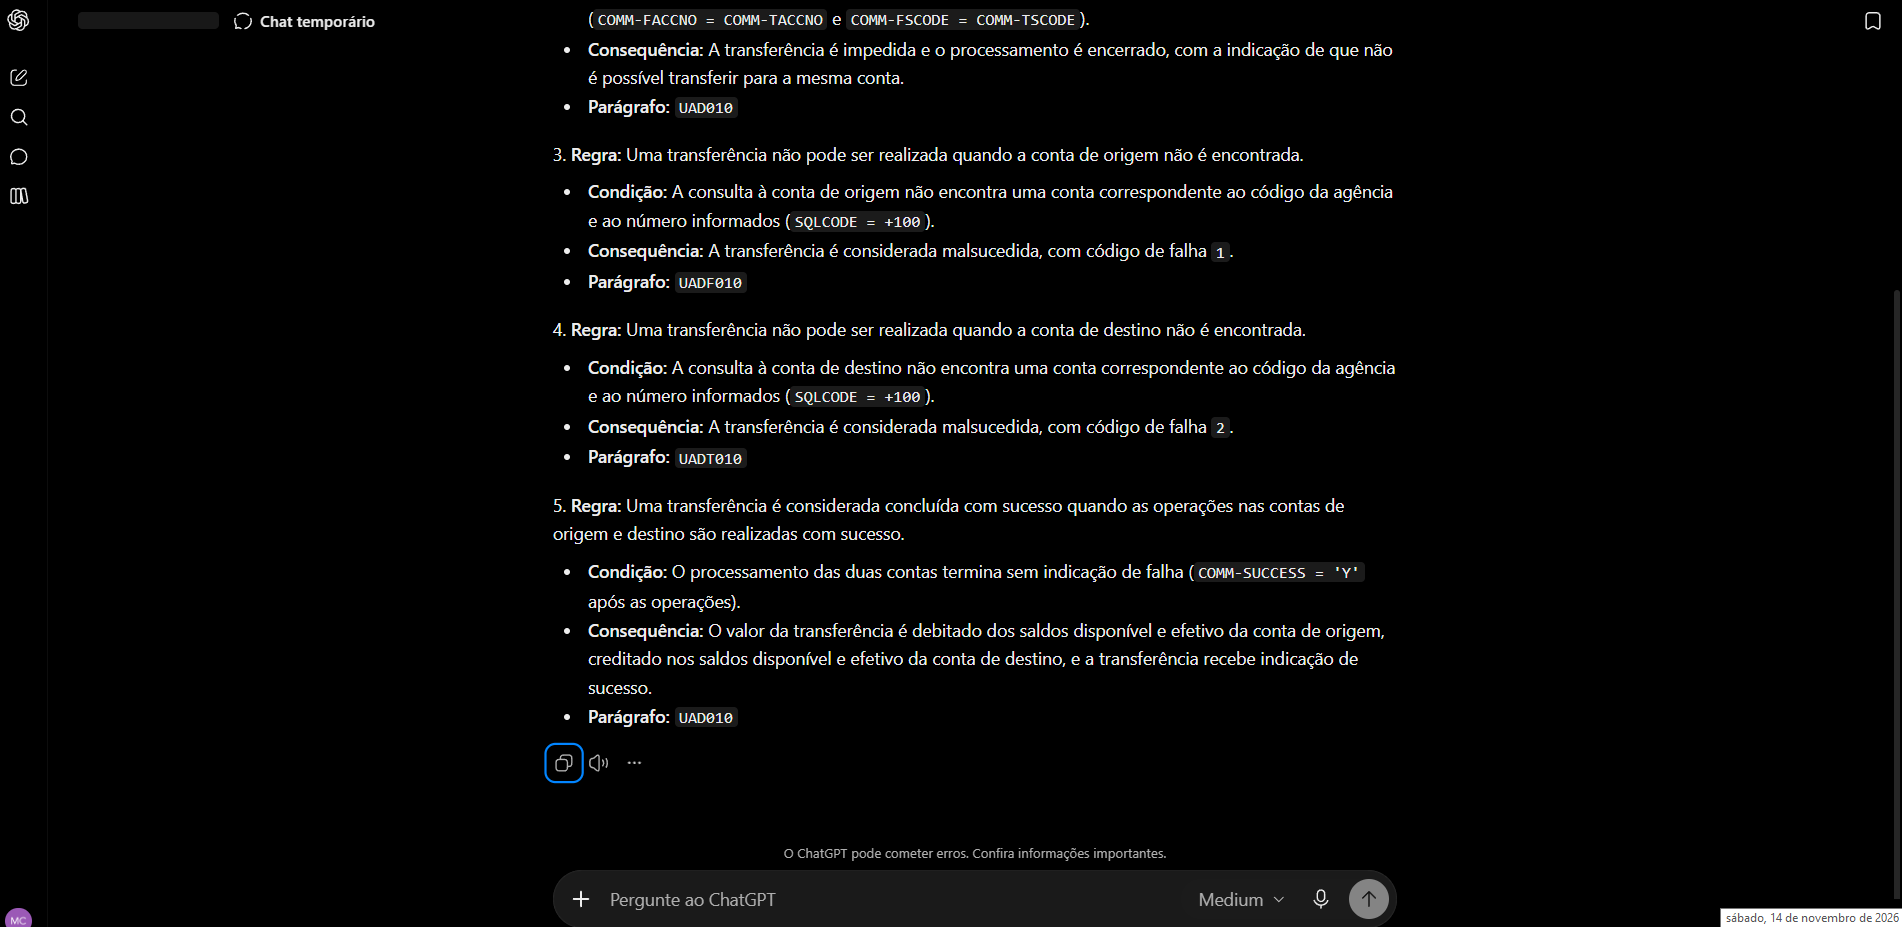 Chat temporário
(COMM-FACCNO = COMM-TACCNO e COMM-FSCODE = COMM-TSCODE).
• Consequência: A transferência é impedida e o processamento é encerrado, com a indicação de que não
é possível transferir para a mesma conta.
• Parágrafo: UAD010
3. Regra: Uma transferência não pode ser realizada quando a conta de origem não é encontrada.
• Condição: A consulta à conta de origem não encontra uma conta correspondente ao código da agência
e ao número informados (SQLCODE = +100).
• Consequência: A transferência é considerada malsucedida, com código de falha 1.
• Parágrafo: UADF010
4. Regra: Uma transferência não pode ser realizada quando a conta de destino não é encontrada.
• Condição: A consulta à conta de destino não encontra uma conta correspondente ao código da agência
e ao número informados (SQLCODE = +100).
• Consequência: A transferência é considerada malsucedida, com código de falha 2.
• Parágrafo: UADT010
5. Regra: Uma transferência é considerada concluída com sucesso quando as operações nas contas de
origem e destino são realizadas com sucesso.
• Condição: O processamento das duas contas termina sem indicação de falha (COMM-SUCCESS = 'Y'
após as operações).
• Consequência: O valor da transferência é debitado dos saldos disponível e efetivo da conta de origem,
creditado nos saldos disponível e efetivo da conta de destino, e a transferência recebe indicação de
sucesso.
• Parágrafo: UAD010
O ChatGPT pode cometer erros. Confira informações importantes.
Pergunte ao ChatGPT
Medium
MC
sábado, 14 de novembro de 2026